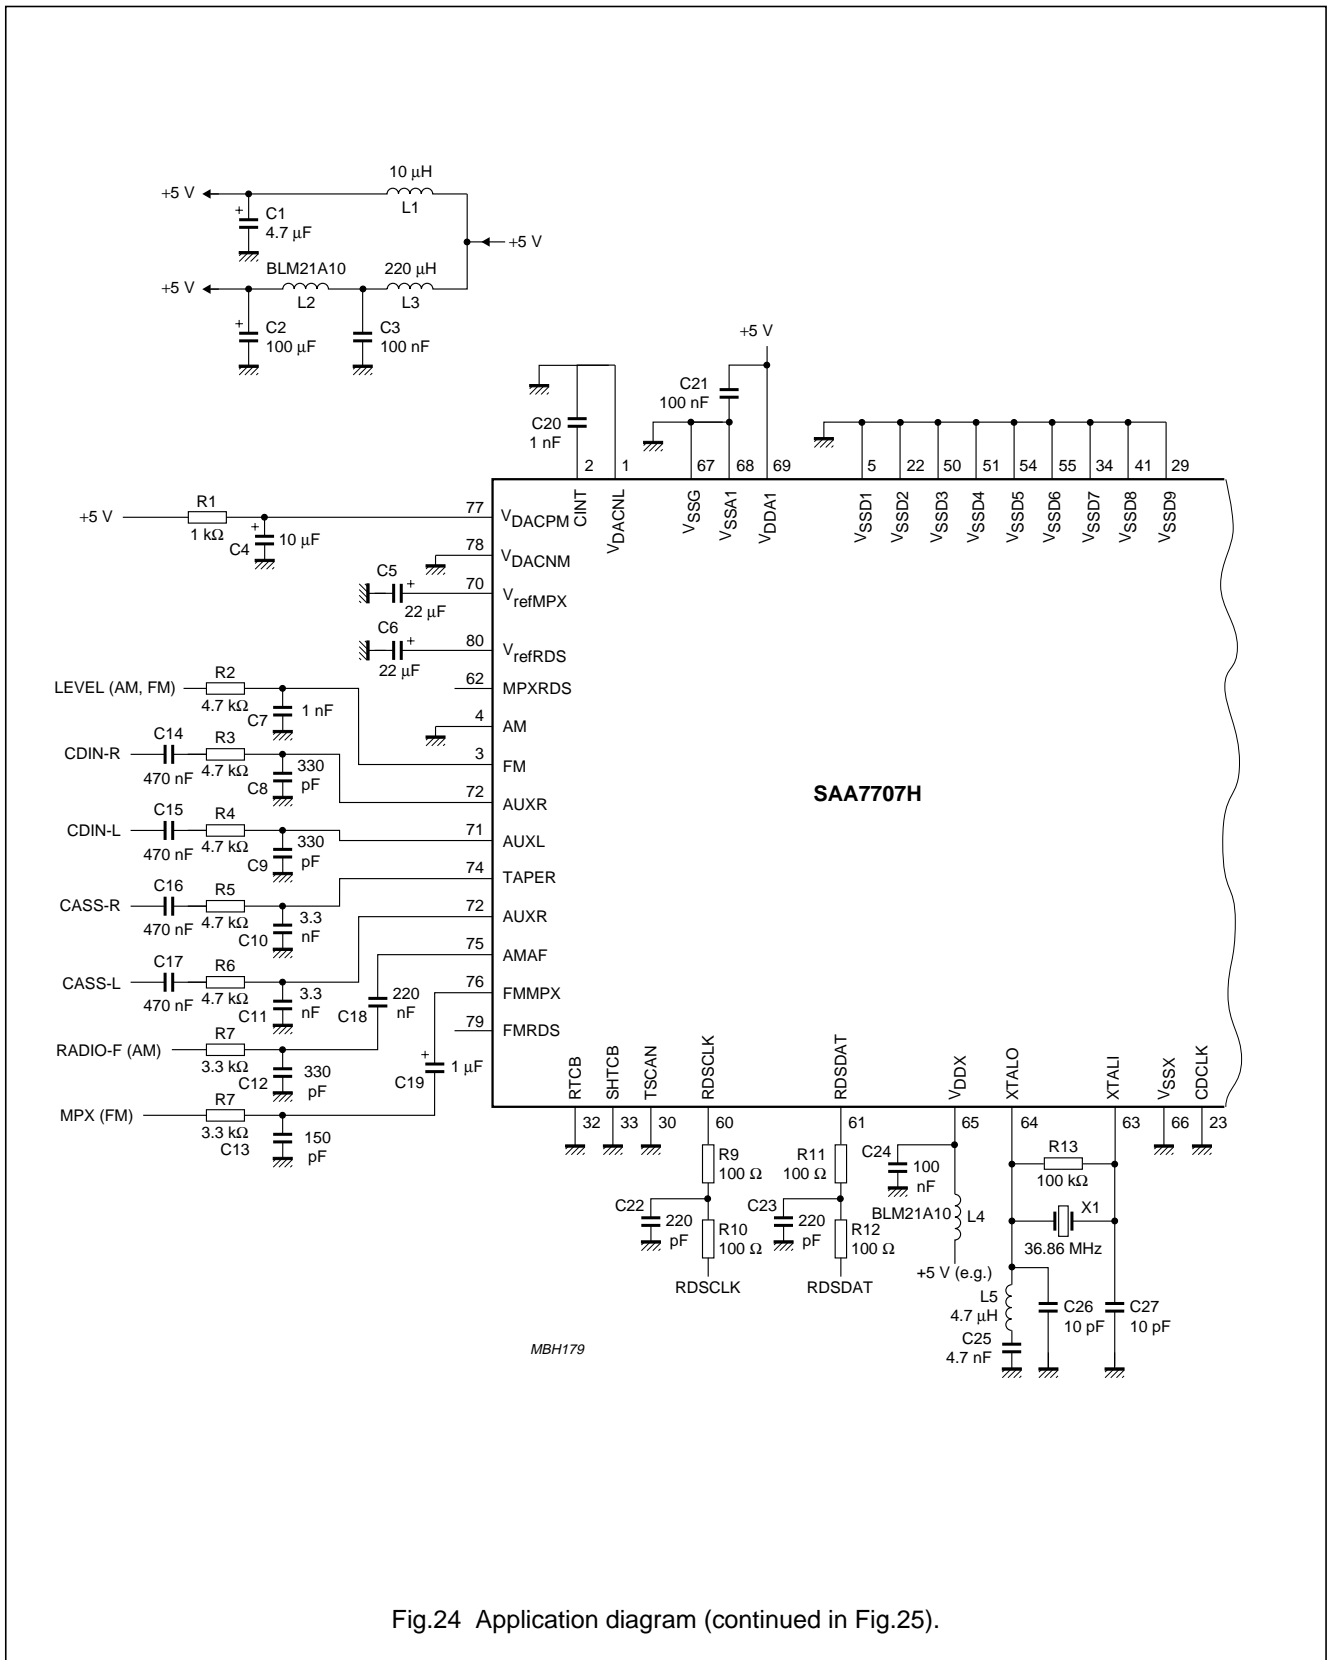 10 µH
+5 V
L1
+ C1
4.7 µF
+5 V
BLM21A10
220 µH
+5 V
L2
L3
+ C2
100 µF
C3
100 nF
+5 V
C21
100 nF
C20
1 nF
2 1 67 68 69 5 22 50 51 54 55 34 41 29
CINT
VDACNL
VSSG
VSSA1
VDDA1
VSSD1
VSSD2
VSSD3
VSSD4
VSSD5
VSSD6
VSSD7
VSSD8
VSSD9
+5 V
R1
1 kΩ
+
C4
10 µF
77 VDACPM
78 VDACNM
C5
+
22 µF
70 VrefMPX
C6
+
22 µF
80 VrefRDS
62 MPXRDS
LEVEL (AM, FM)
R2
4.7 kΩ
C7
1 nF
4 AM
3 FM
CDIN-R
C14
470 nF
R3
4.7 kΩ
C8
330
pF
72 AUXR
CDIN-L
C15
470 nF
R4
4.7 kΩ
C9
330
pF
71 AUXL
74 TAPER
CASS-R
C16
470 nF
R5
4.7 kΩ
C10
3.3
nF
72 AUXR
75 AMAF
CASS-L
C17
470 nF
R6
4.7 kΩ
C11
3.3
nF
C18
220
nF
76 FMMPX
79 FMRDS
RADIO-F (AM)
R7
3.3 kΩ
C12
330
pF
+
C19
1 µF
MPX (FM)
R7
3.3 kΩ
C13
150
pF
SAA7707H
RTCB
SHTCB
TSCAN
RDSCLK
RDSDAT
VDDX
XTALO
XTALI
VSSX
CDCLK
32 33 30 60 61 65 64 63 66 23
R9
100 Ω
C22
220
pF
R10
100 Ω
RDSCLK
R11
100 Ω
C23
220
pF
R12
100 Ω
RDSDAT
C24
100
nF
BLM21A10
L4
+5 V (e.g.)
R13
100 kΩ
X1
36.86 MHz
L5
4.7 µH
C25
4.7 nF
C26
10 pF
C27
10 pF
MBH179
Fig.24 Application diagram (continued in Fig.25).